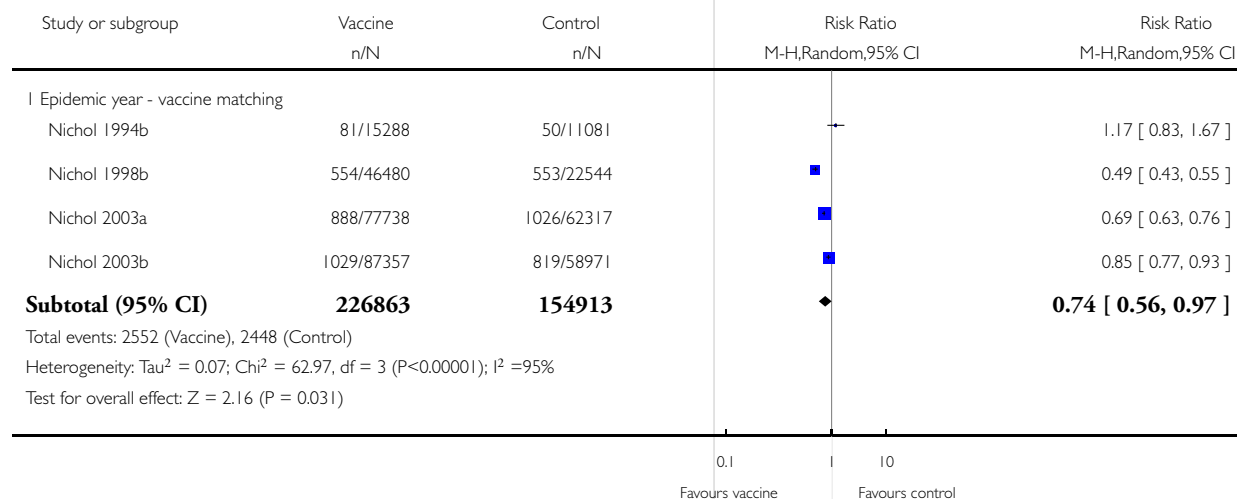 Study or subgroup Vaccine Control Risk Ratio Risk Ratio
n/N n/N M-H,Random,95% CI M-H,Random,95% CI
1 Epidemic year - vaccine matching
Nichol 1994b 81/15288 50/11081 1.17 [ 0.83, 1.67 ]
Nichol 1998b 554/46480 553/22544 0.49 [ 0.43, 0.55 ]
Nichol 2003a 888/77738 1026/62317 0.69 [ 0.63, 0.76 ]
Nichol 2003b 1029/87357 819/58971 0.85 [ 0.77, 0.93 ]
Subtotal (95% CI) 226863 154913 0.74 [ 0.56, 0.97 ]
Total events: 2552 (Vaccine), 2448 (Control)
Heterogeneity: Tau² = 0.07; Chi² = 62.97, df = 3 (P<0.00001); I² =95%
Test for overall effect: Z = 2.16 (P = 0.031)
0.1 1 10
Favours vaccine Favours control